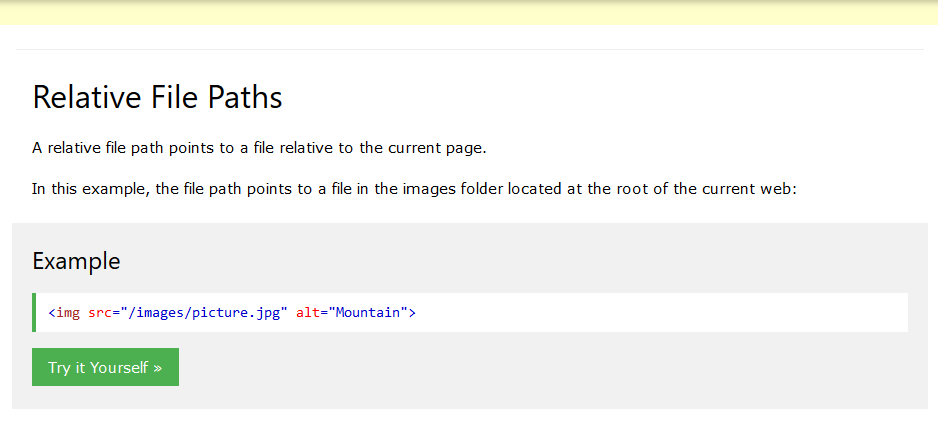 Relative File Paths
A relative file path points to a file relative to the current page.
In this example, the file path points to a file in the images folder located at the root of the current web:
Example
<img src="/images/picture.jpg" alt="Mountain">
Try it Yourself »